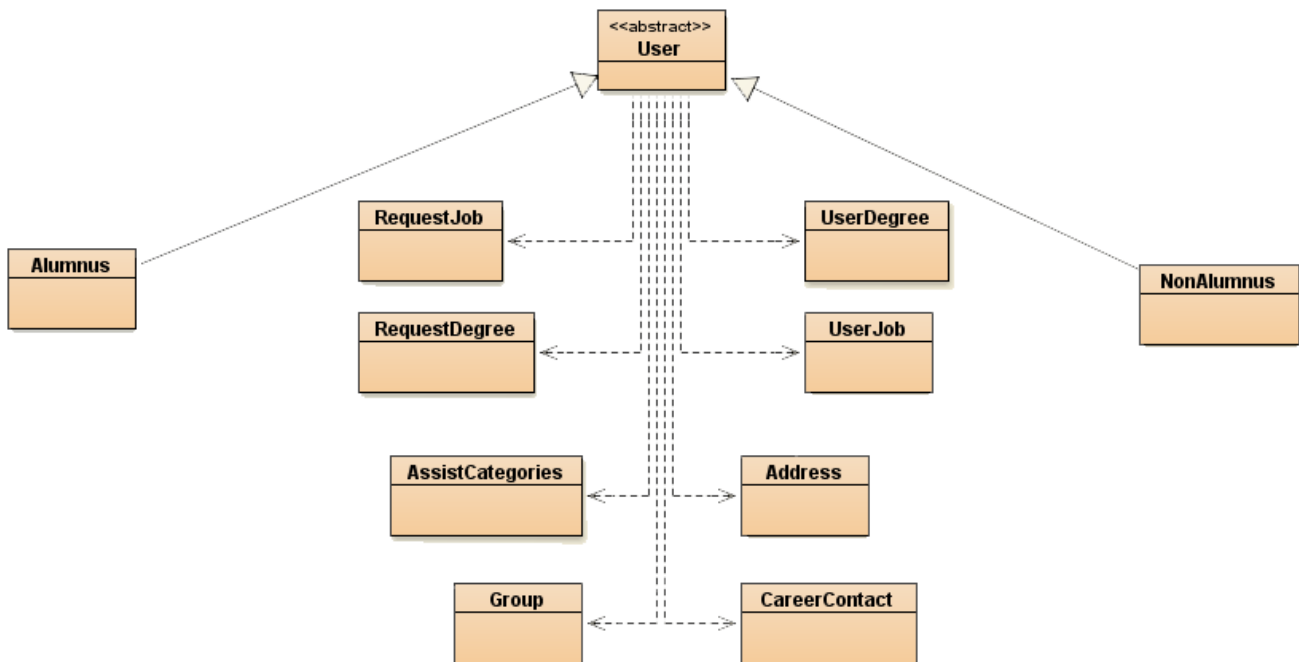 <<abstract>>
User
RequestJob
UserDegree
Alumnus
NonAlumnus
RequestDegree
UserJob
AssistCategories
Address
Group
CareerContact